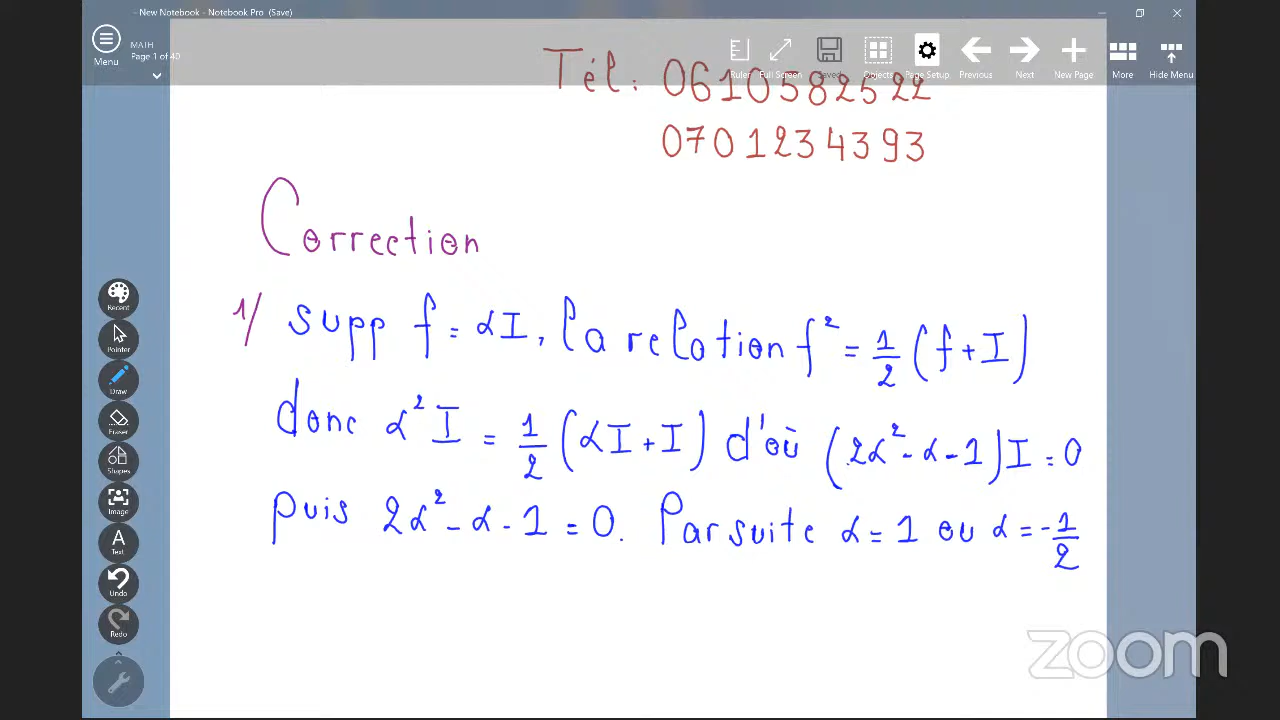 - New Notebook - Notebook Pro (Save)
Menu
MATH
Page 1 of 40
Ruler
Full Screen
Saved
Objects
Page Setup
Previous
Next
New Page
More
Hide Menu
Tél: 0610582522
0701234393
Correction
1/ supp f = αI, la relation f² = 1/2 (f + I)
donc α² I = 1/2 (αI + I) d'où (2α² - α - 1) I = 0
puis 2α² - α - 1 = 0. Par suite α = 1 ou α = -1/2
Recent
Pointer
Draw
Eraser
Shapes
Image
A
Text
Undo
Redo
zoom